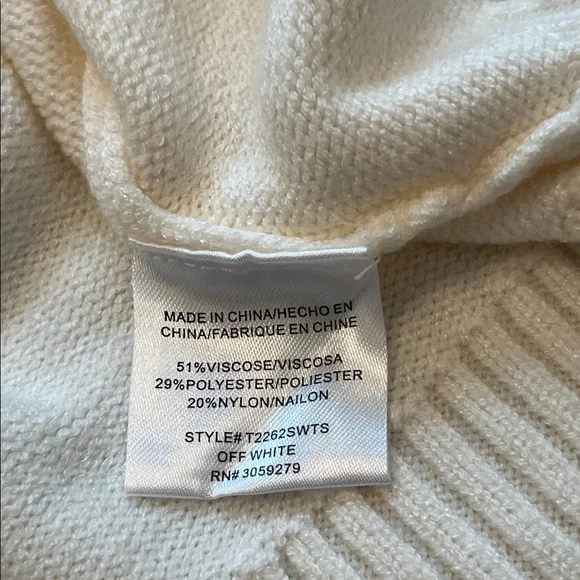 MADE IN CHINA/HECHO EN
CHINA/FABRIQUE EN CHINE
51%VISCOSE/VISCOSA
29%POLYESTER/POLIESTER
20%NYLON/NAILON
STYLE# T2262SWTS
OFF WHITE
RN# 3059279